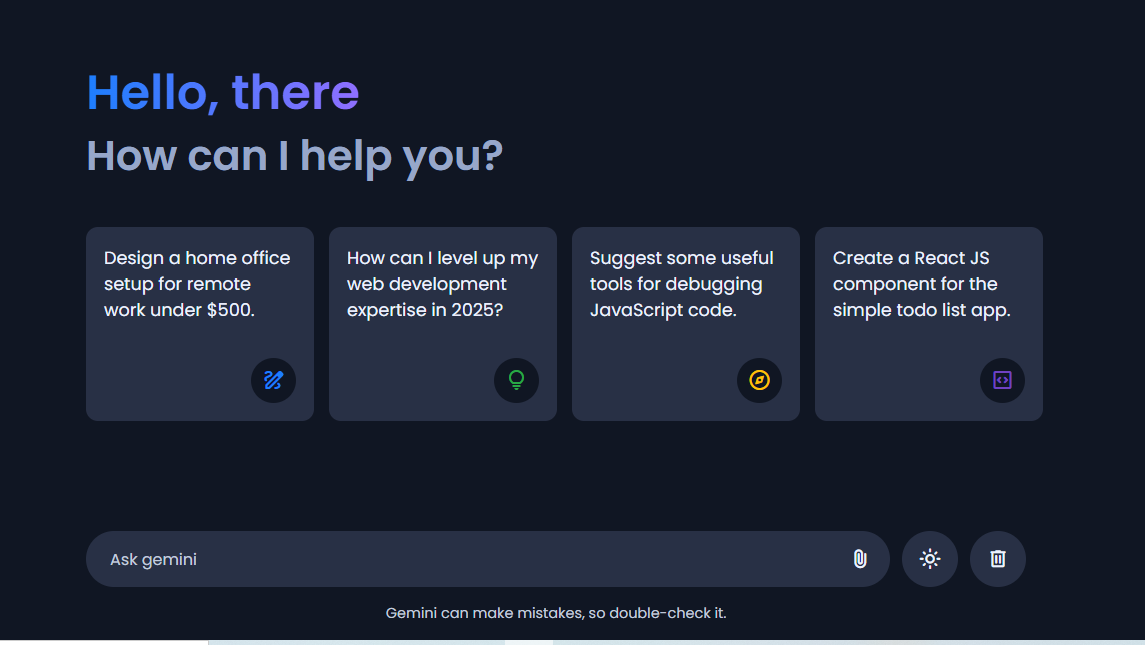 Hello, there
How can I help you?
Design a home office
setup for remote
work under $500.
How can I level up my
web development
expertise in 2025?
Suggest some useful
tools for debugging
JavaScript code.
Create a React JS
component for the
simple todo list app.
Ask gemini
Gemini can make mistakes, so double-check it.